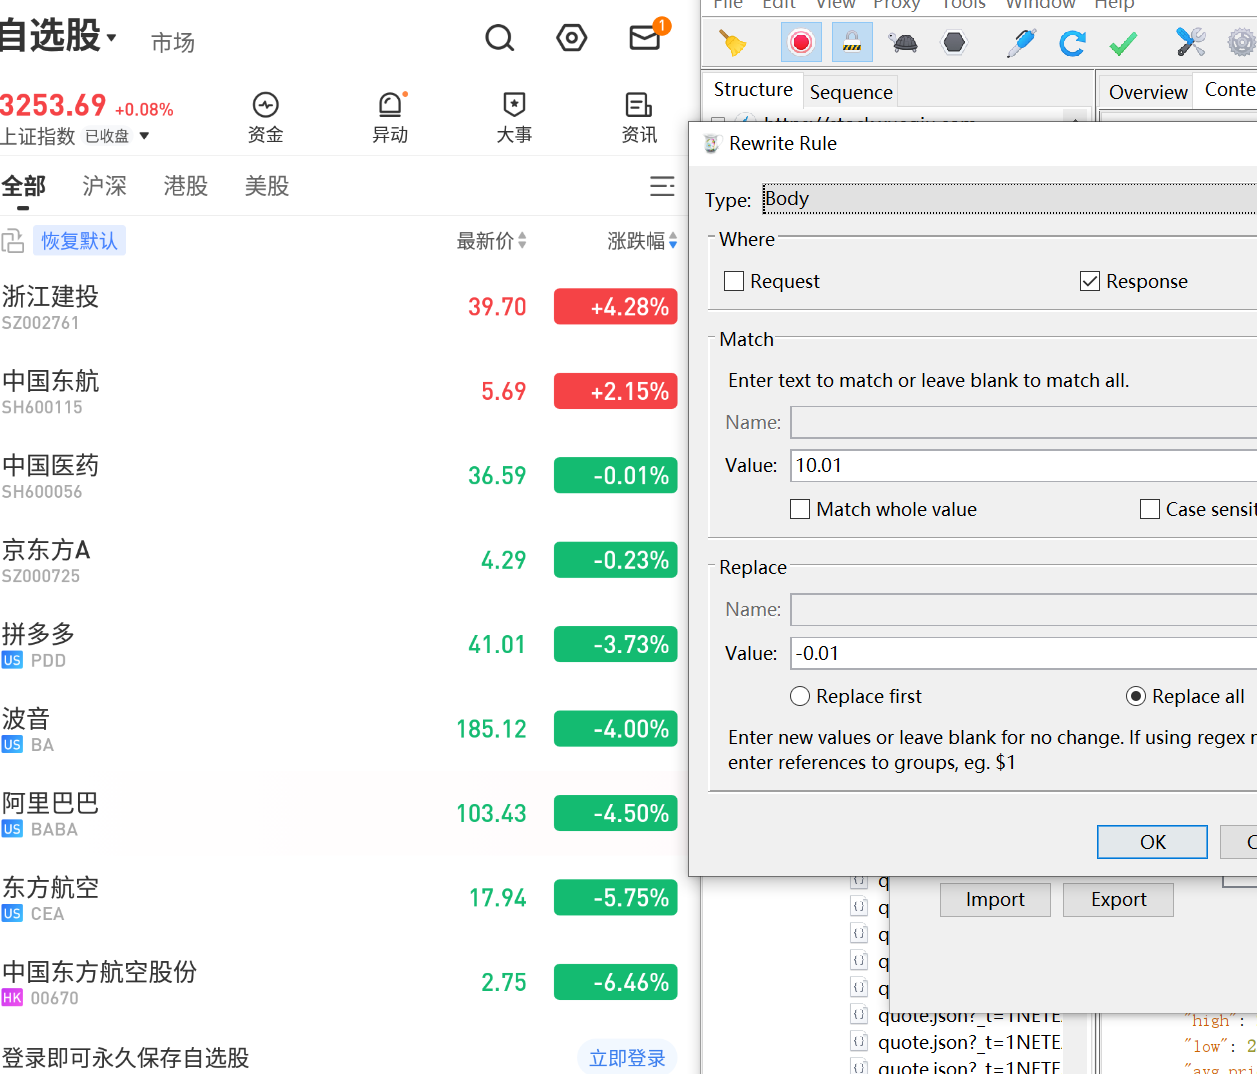 自选股
市场
1
3253.69 +0.08%
上证指数 已收盘
资金
异动
大事
资讯
全部
沪深
港股
美股
恢复默认
最新价
涨跌幅
浙江建投
SZ002761
39.70
+4.28%
中国东航
SH600115
5.69
+2.15%
中国医药
SH600056
36.59
-0.01%
京东方A
SZ000725
4.29
-0.23%
拼多多
US PDD
41.01
-3.73%
波音
US BA
185.12
-4.00%
阿里巴巴
US BABA
103.43
-4.50%
东方航空
US CEA
17.94
-5.75%
中国东方航空股份
HK 00670
2.75
-6.46%
登录即可永久保存自选股
立即登录
File Edit View Proxy Tools Window Help
Structure
Sequence
Overview
Conte
Rewrite Rule
Type: Body
Where
Request
Response
Match
Enter text to match or leave blank to match all.
Name:
Value: 10.01
Match whole value
Case sensit
Replace
Name:
Value: -0.01
Replace first
Replace all
Enter new values or leave blank for no change. If using regex
enter references to groups, eg. $1
OK
Import
Export
q
q
q
q
q
quote.json?_t=1NETE
quote.json?_t=1NETE
quote.json?_t=1NETE
"high":
"low": 2